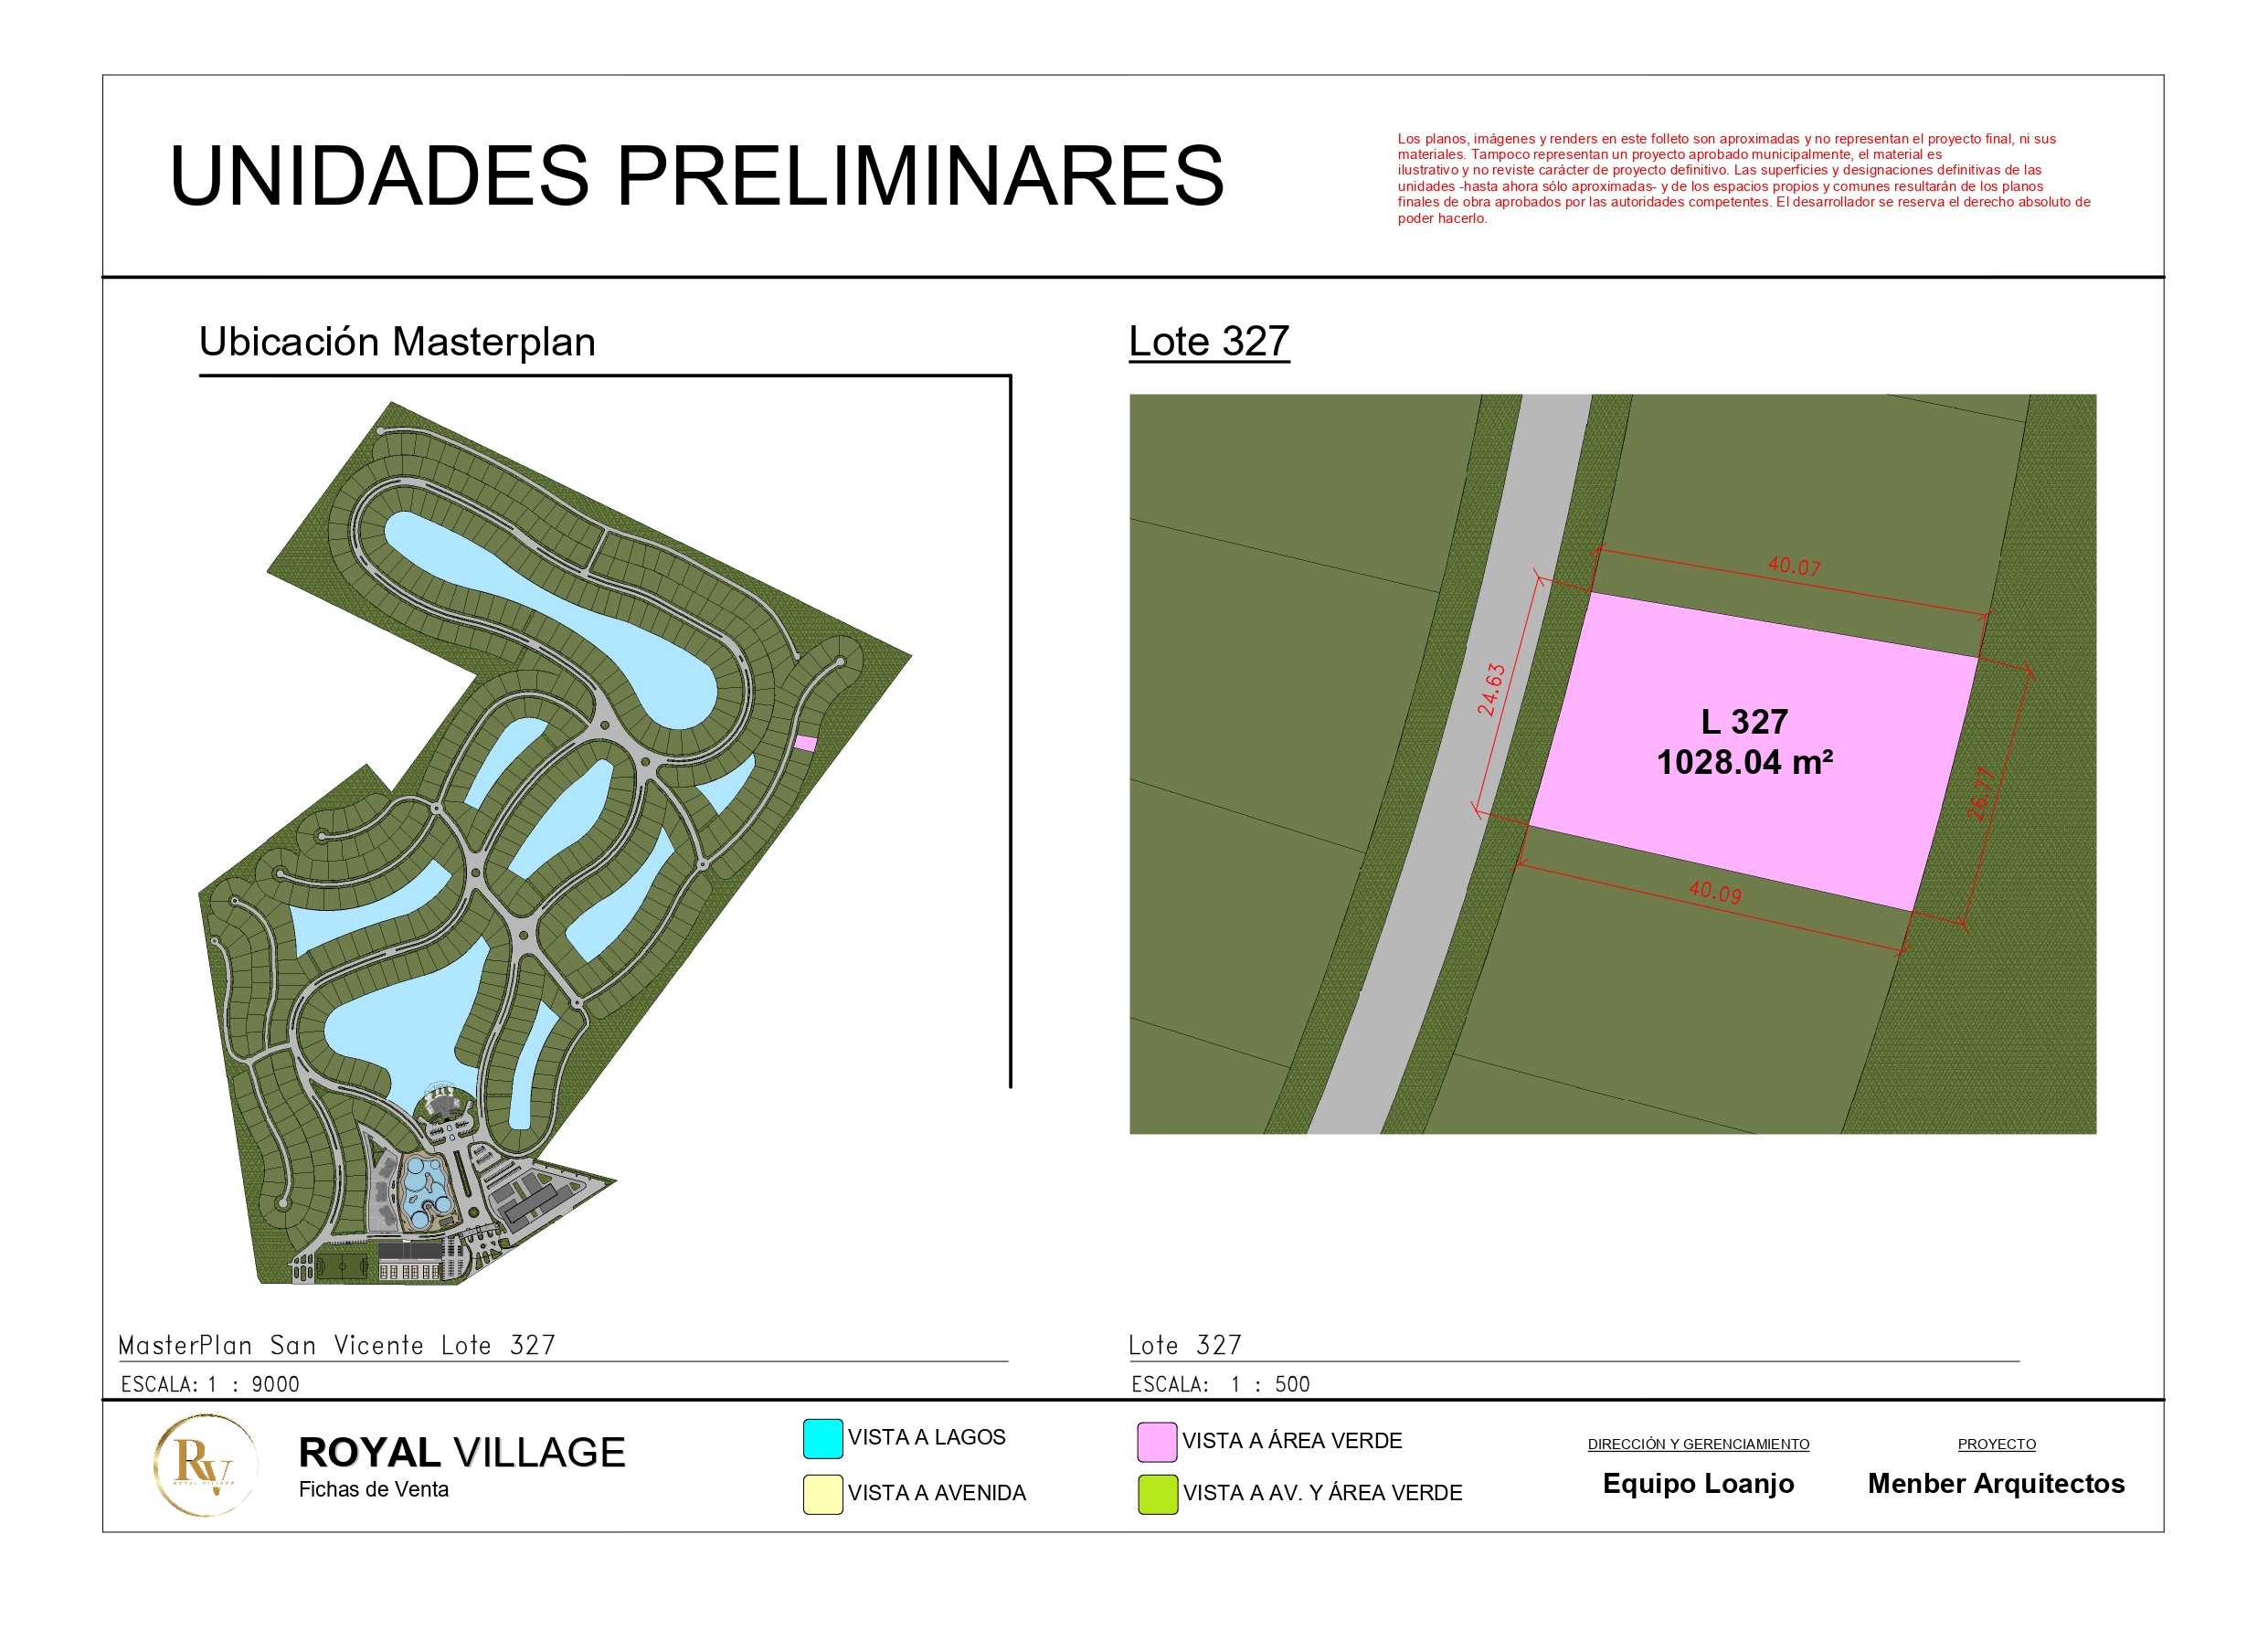 UNIDADES PRELIMINARES
Los planos, imágenes y renders en este folleto son aproximadas y no representan el proyecto final, ni sus
materiales. Tampoco representan un proyecto aprobado municipalmente, el material es
ilustrativo y no reviste carácter de proyecto definitivo. Las superficies y designaciones definitivas de las
unidades -hasta ahora sólo aproximadas- y de los espacios propios y comunes resultarán de los planos
finales de obra aprobados por las autoridades competentes. El desarrollador se reserva el derecho absoluto de
poder hacerlo.
Ubicación Masterplan
Lote 327
40.07
24.63
L 327
1028.04 m²
26.77
40.09
MasterPlan San Vicente Lote 327
ESCALA: 1 : 9000
Lote 327
ESCALA: 1 : 500
RV
ROYAL VILLAGE
ROYAL VILLAGE
Fichas de Venta
VISTA A LAGOS
VISTA A AVENIDA
VISTA A ÁREA VERDE
VISTA A AV. Y ÁREA VERDE
DIRECCIÓN Y GERENCIAMIENTO
Equipo Loanjo
PROYECTO
Menber Arquitectos